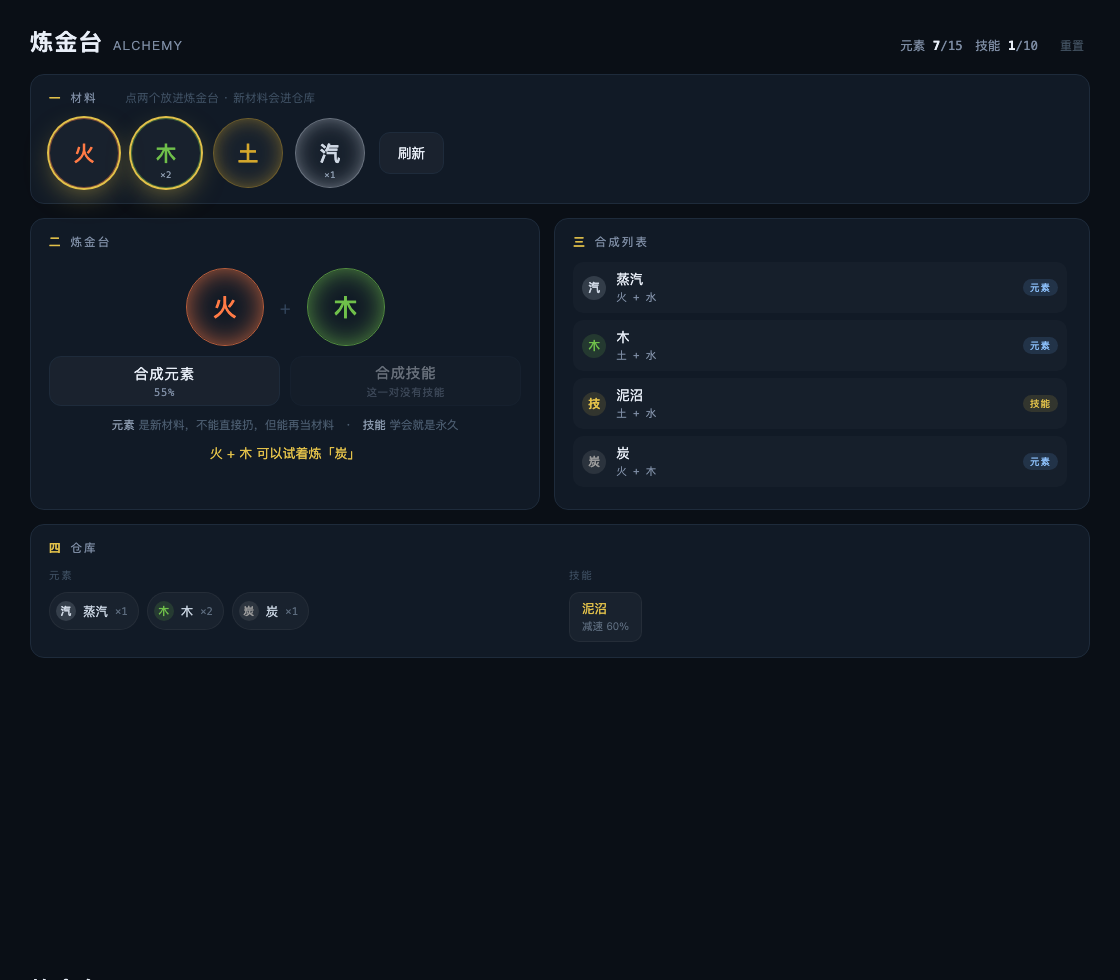 炼金台 ALCHEMY
元素 7/15 技能 1/10 重置
一 材料 点两个放进炼金台 · 新材料会进仓库
火 木 土 汽 刷新
×2 ×1
二 炼金台
火 + 木
合成元素 合成技能
55% 这一对没有技能
元素 是新材料，不能直接扔，但能再当材料 · 技能 学会就是永久
火 + 木 可以试着炼「炭」
三 合成列表
汽 蒸汽 元素
火 + 水
木 木 元素
土 + 水
技 泥沼 技能
土 + 水
炭 炭 元素
火 + 木
四 仓库
元素 技能
汽 蒸汽 ×1 木 木 ×2 炭 炭 ×1
泥沼
减速 60%